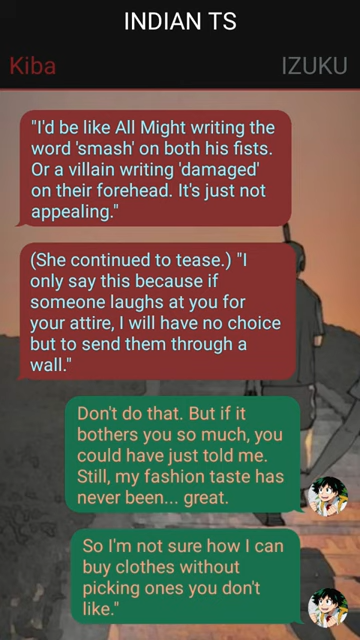 INDIAN TS
Kiba
IZUKU
"I'd be like All Might writing the
word 'smash' on both his fists.
Or a villain writing 'damaged'
on their forehead. It's just not
appealing."
(She continued to tease.) "I
only say this because if
someone laughs at you for
your attire, I will have no choice
but to send them through a
wall."
Don't do that. But if it
bothers you so much, you
could have just told me.
Still, my fashion taste has
never been... great.
So I'm not sure how I can
buy clothes without
picking ones you don't
like."